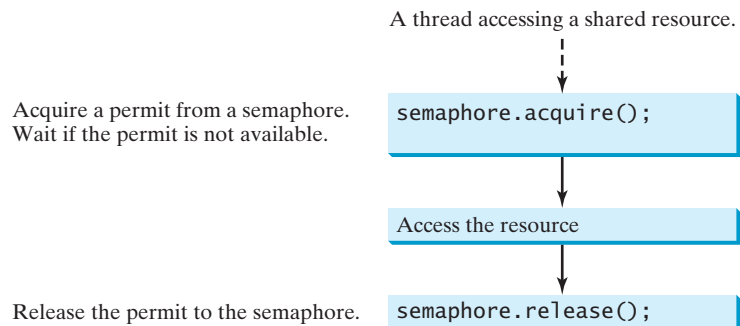 A thread accessing a shared resource.
Acquire a permit from a semaphore.
Wait if the permit is not available.
semaphore.acquire();
Access the resource
Release the permit to the semaphore.
semaphore.release();